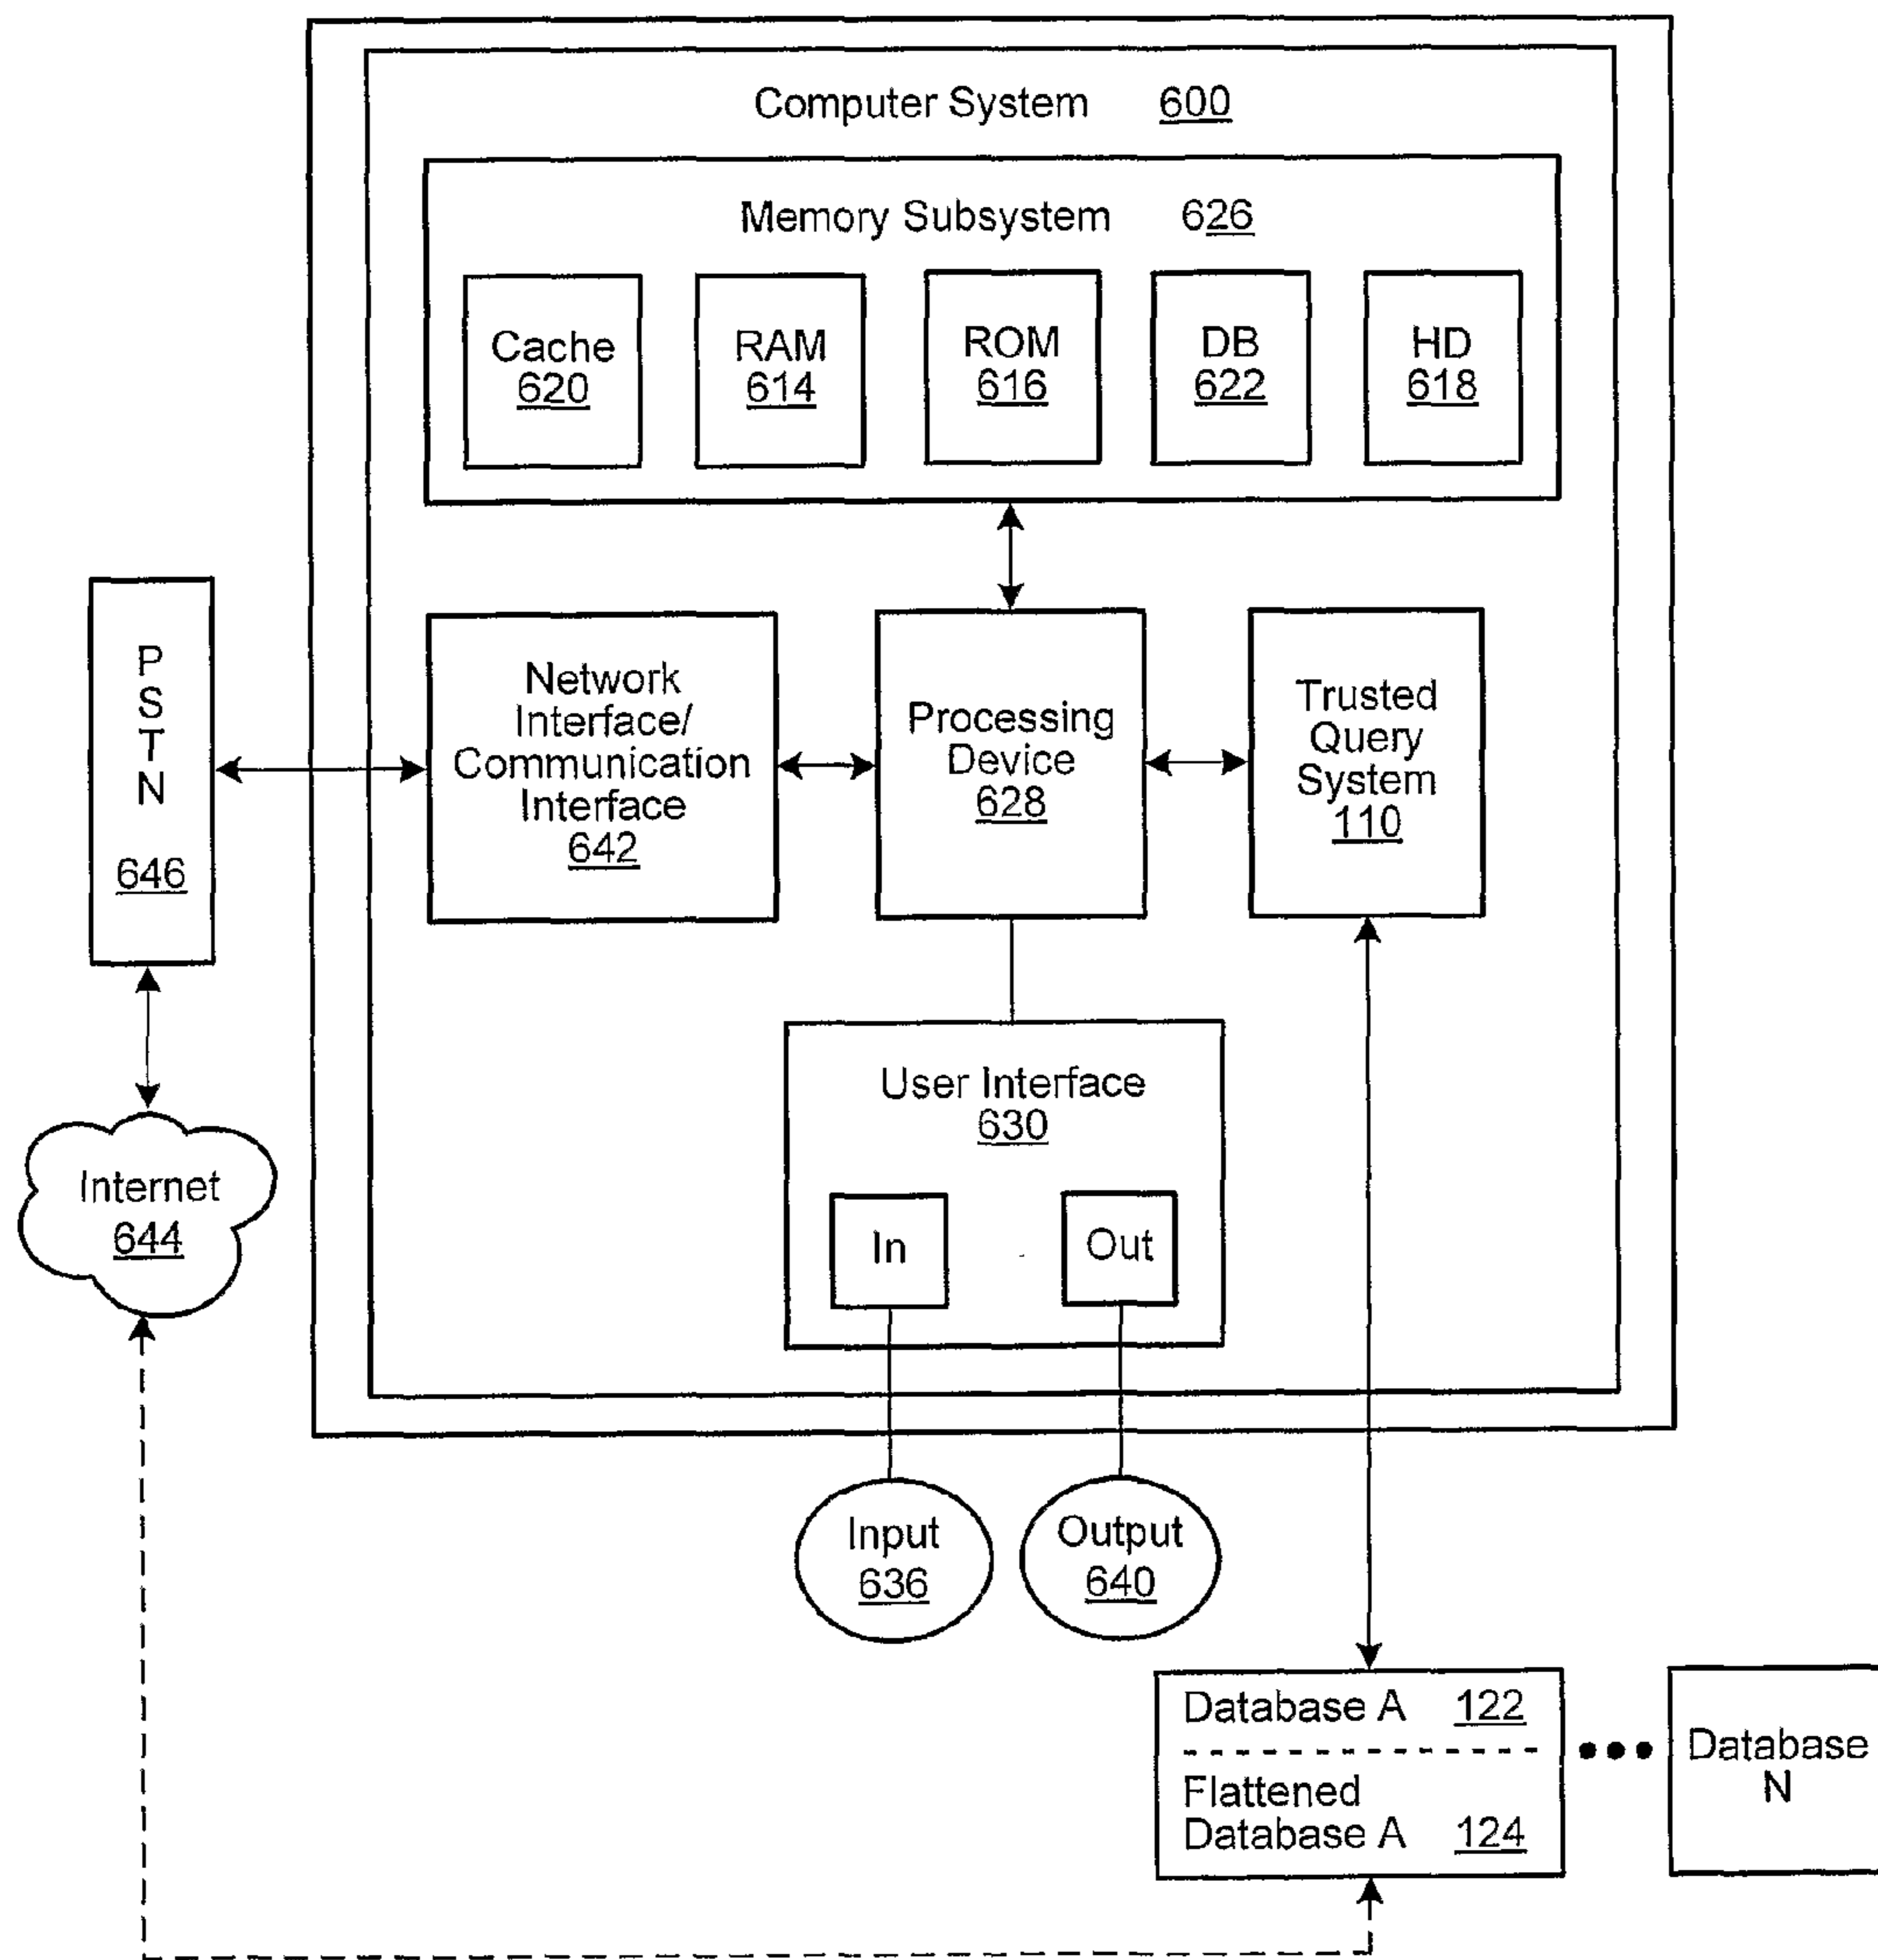 Computer System 600
Memory Subsystem 626
Cache
620
RAM
614
ROM
616
DB
622
HD
618
P
S
T
N
646
Network
Interface/
Communication
Interface
642
Processing
Device
628
Trusted
Query
System
110
User Interface
630
In
Out
Internet
644
Input
636
Output
640
Database A 122
Flattened
Database A 124
Database
N